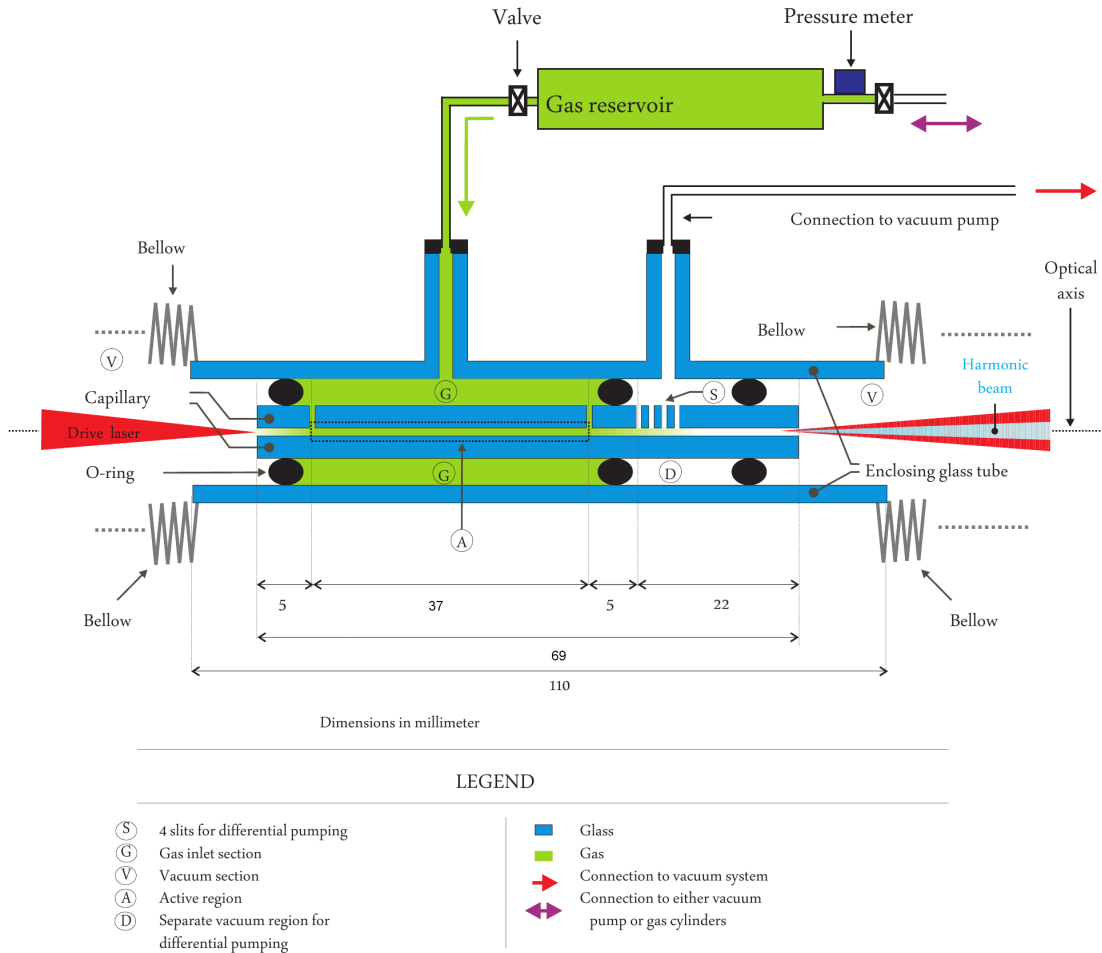 Valve
Pressure meter
Gas reservoir
Connection to vacuum pump
Bellow
Optical
axis
Bellow
V
Harmonic
beam
G
S
V
Capillary
Drive laser
O-ring
G
D
Enclosing glass tube
A
Bellow
Bellow
5
37
5
22
69
110
Dimensions in millimeter
LEGEND
S 4 slits for differential pumping
G Gas inlet section
V Vacuum section
A Active region
D Separate vacuum region for
differential pumping
Glass
Gas
Connection to vacuum system
Connection to either vacuum
pump or gas cylinders